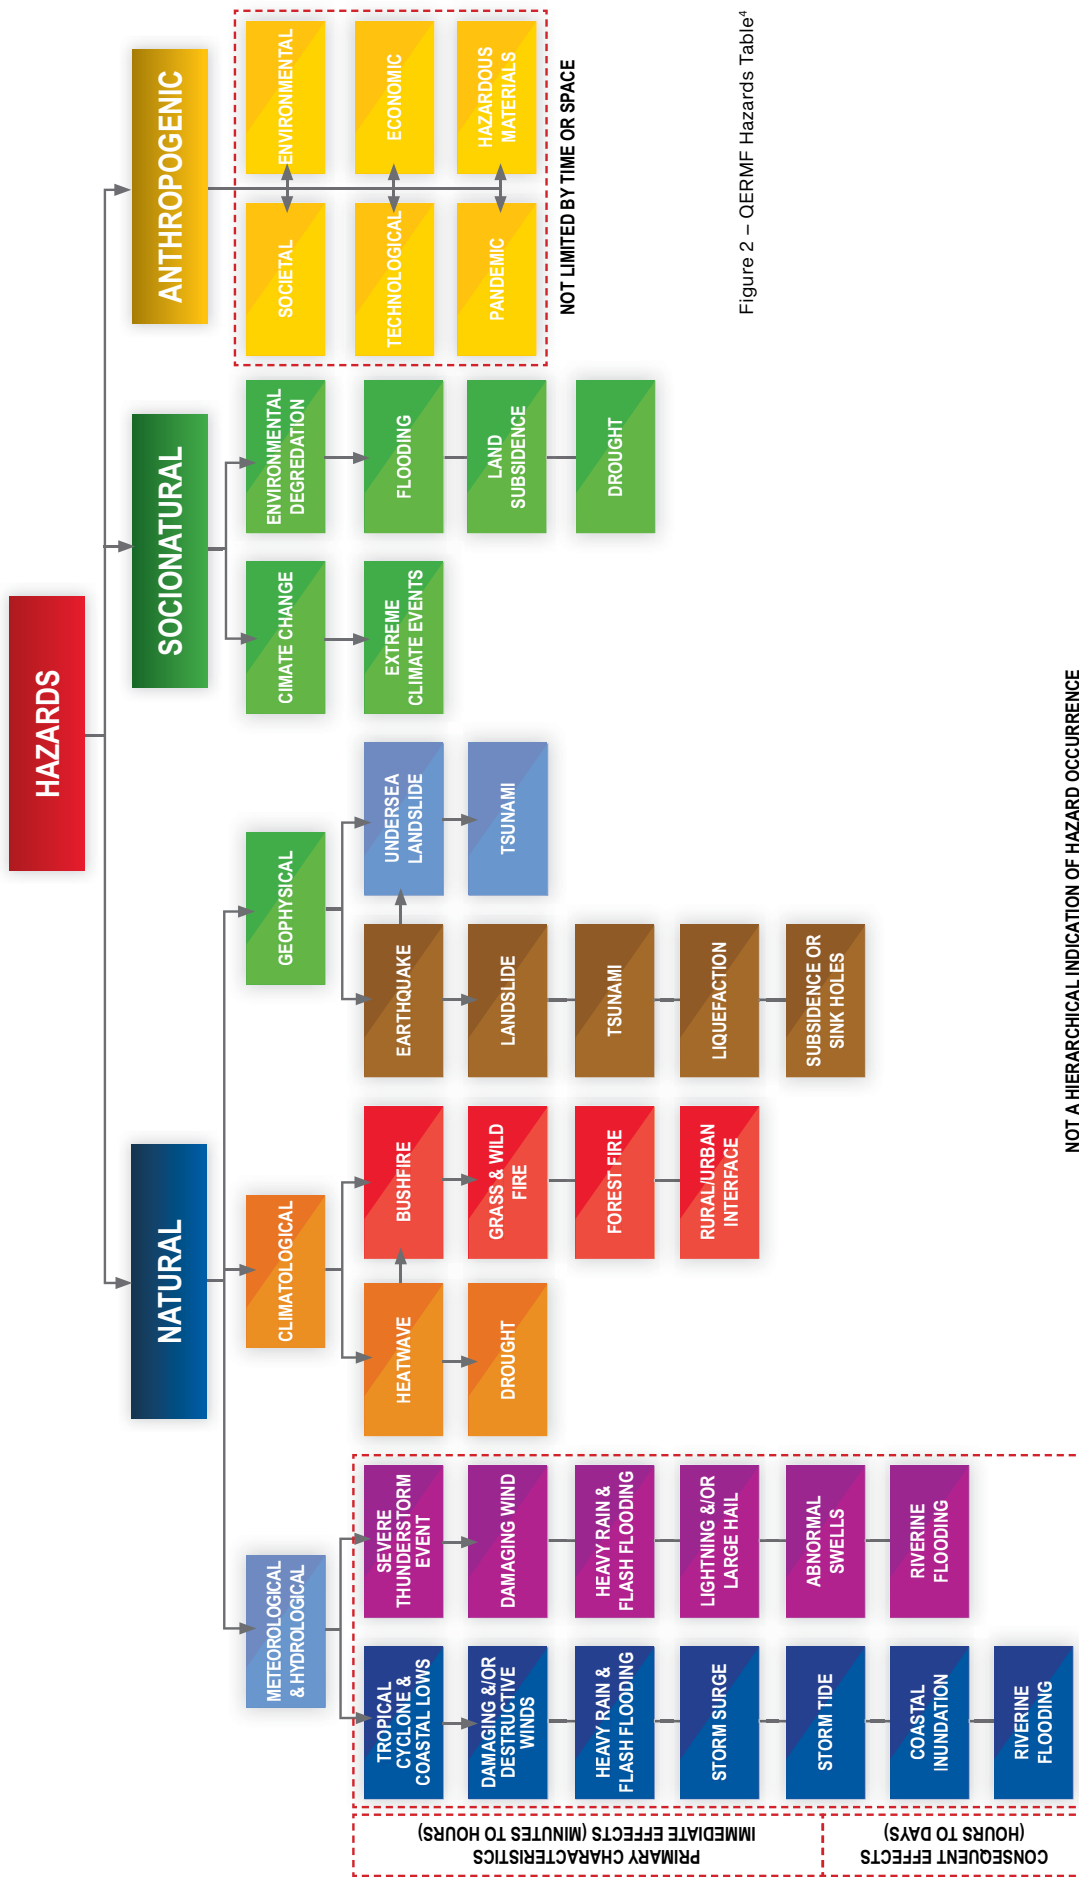 HAZARDS
NATURAL
SOCIONATURAL
ANTHROPOGENIC
METEOROLOGICAL
& HYDROLOGICAL
CLIMATOLOGICAL
GEOPHYSICAL
CIMATE CHANGE
ENVIRONMENTAL
DEGREDATION
SOCIETAL
ENVIRONMENTAL
TECHNOLOGICAL
ECONOMIC
PANDEMIC
HAZARDOUS
MATERIALS
NOT LIMITED BY TIME OR SPACE
TROPICAL
CYCLONE &
COASTAL LOWS
DAMAGING &/OR
DESTRUCTIVE
WINDS
HEAVY RAIN &
FLASH FLOODING
STORM SURGE
STORM TIDE
COASTAL
INUNDATION
RIVERINE
FLOODING
SEVERE
THUNDERSTORM
EVENT
DAMAGING WIND
HEAVY RAIN &
FLASH FLOODING
LIGHTNING &/OR
LARGE HAIL
ABNORMAL
SWELLS
RIVERINE
FLOODING
HEATWAVE
DROUGHT
BUSHFIRE
GRASS & WILD
FIRE
FOREST FIRE
RURAL/URBAN
INTERFACE
EARTHQUAKE
LANDSLIDE
TSUNAMI
LIQUEFACTION
SUBSIDENCE OR
SINK HOLES
UNDERSEA
LANDSLIDE
TSUNAMI
EXTREME
CLIMATE EVENTS
FLOODING
LAND
SUBSIDENCE
DROUGHT
PRIMARY CHARACTERISTICS
IMMEDIATE EFFECTS (MINUTES TO HOURS)
CONSEQUENT EFFECTS
(HOURS TO DAYS)
Figure 2 – QERMF Hazards Table⁴
NOT A HIERARCHICAL INDICATION OF HAZARD OCCURRENCE